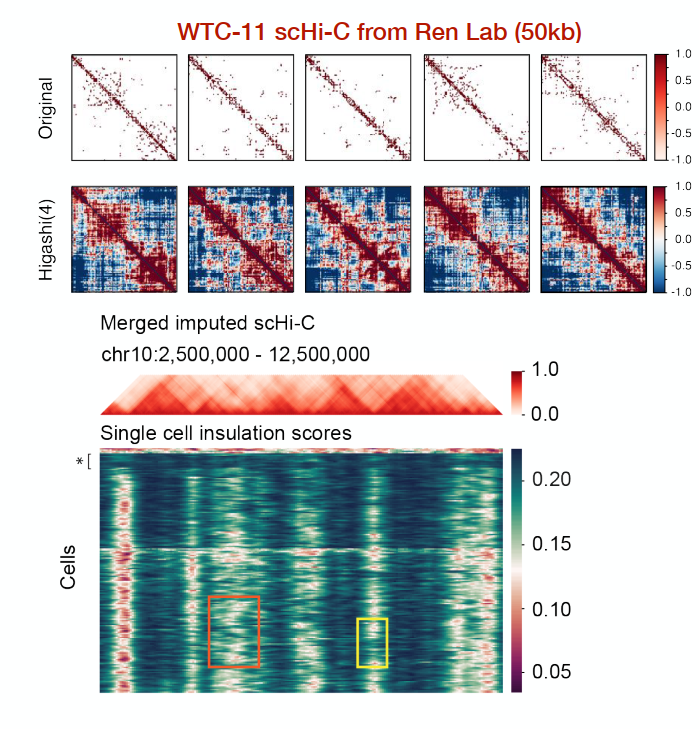 WTC-11 scHi-C from Ren Lab (50kb)
Original
1.0
0.5
0.0
-0.5
-1.0
Higashi(4)
1.0
0.5
0.0
-0.5
-1.0
Merged imputed scHi-C
chr10:2,500,000 - 12,500,000
1.0
0.0
Single cell insulation scores
*[
Cells
0.20
0.15
0.10
0.05